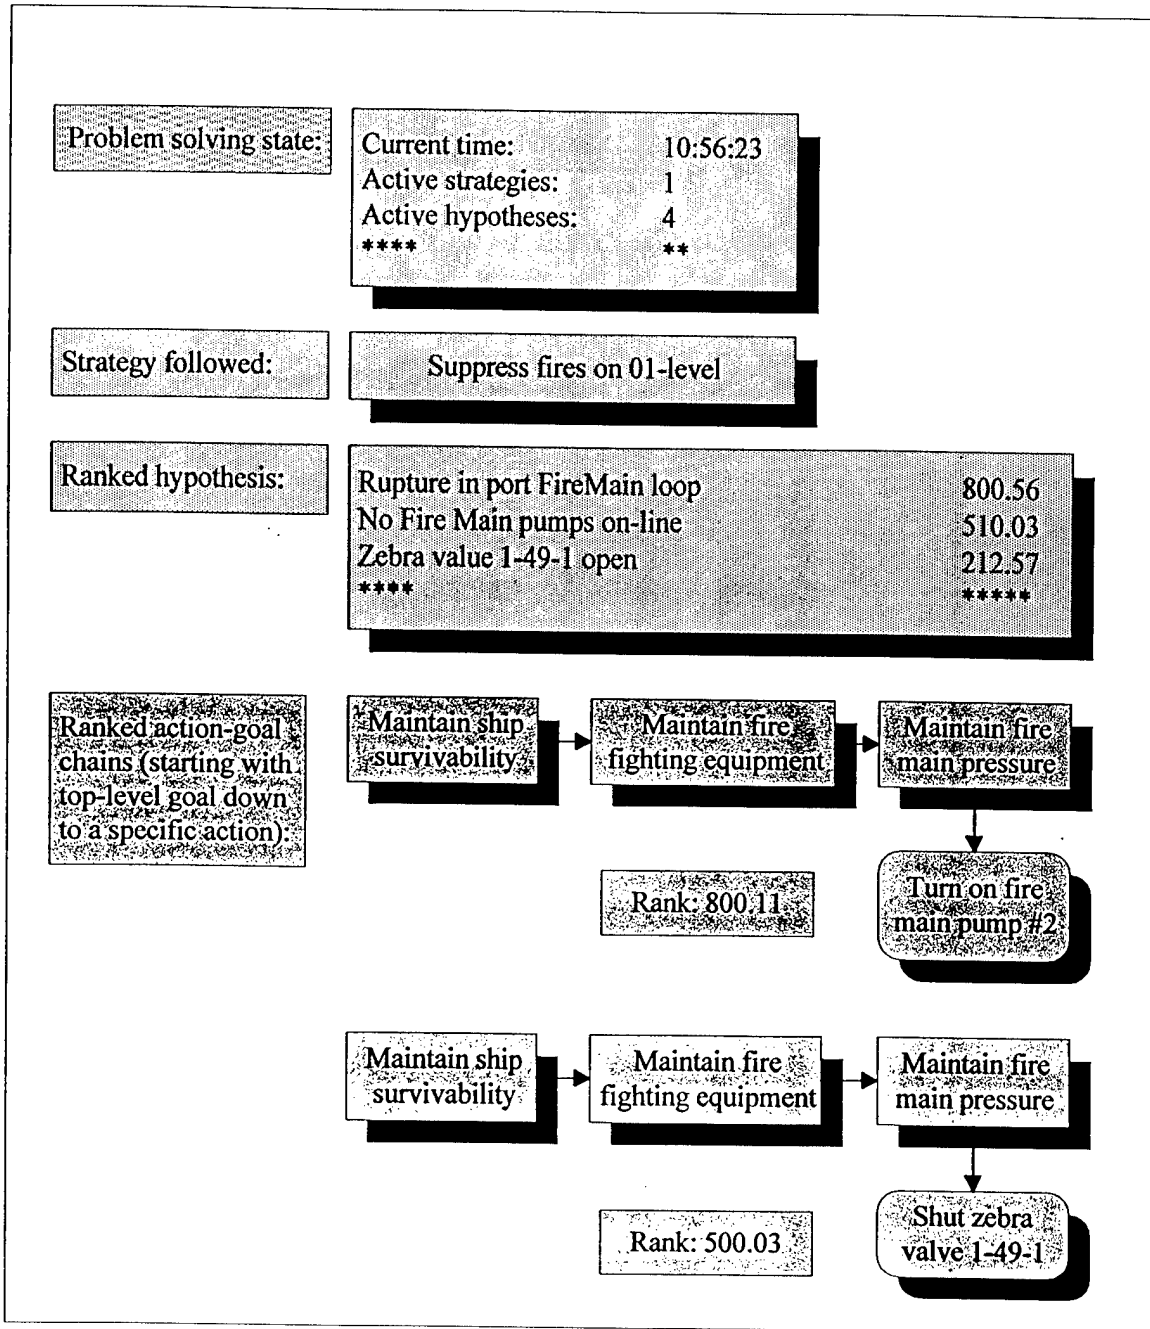 Problem solving state:
Current time: 10:56:23
Active strategies: 1
Active hypotheses: 4
**** **
Strategy followed:
Suppress fires on 01-level
Ranked hypothesis:
Rupture in port FireMain loop 800.56
No Fire Main pumps on-line 510.03
Zebra value 1-49-1 open 212.57
**** *****
Ranked action-goal
chains (starting with
top-level goal down
to a specific action):
Maintain ship
survivability
Maintain fire
fighting equipment
Maintain fire
main pressure
Rank: 800.11
Turn on fire
main pump #2
Maintain ship
survivability
Maintain fire
fighting equipment
Maintain fire
main pressure
Rank: 500.03
Shut zebra
valve 1-49-1